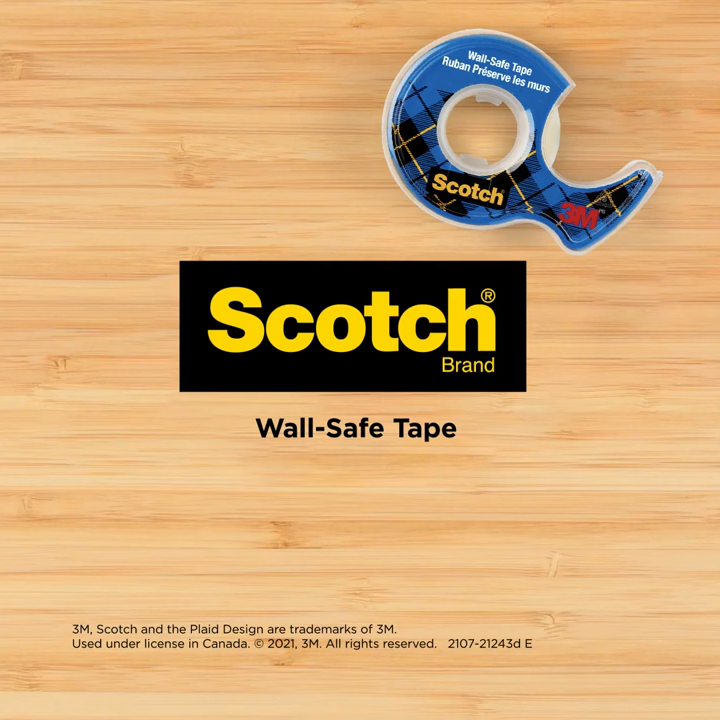 Wall-Safe Tape
Ruban Préserve les murs
Scotch
3M
Scotch®
Brand
Wall-Safe Tape
3M, Scotch and the Plaid Design are trademarks of 3M.
Used under license in Canada. © 2021, 3M. All rights reserved. 2107-21243d E